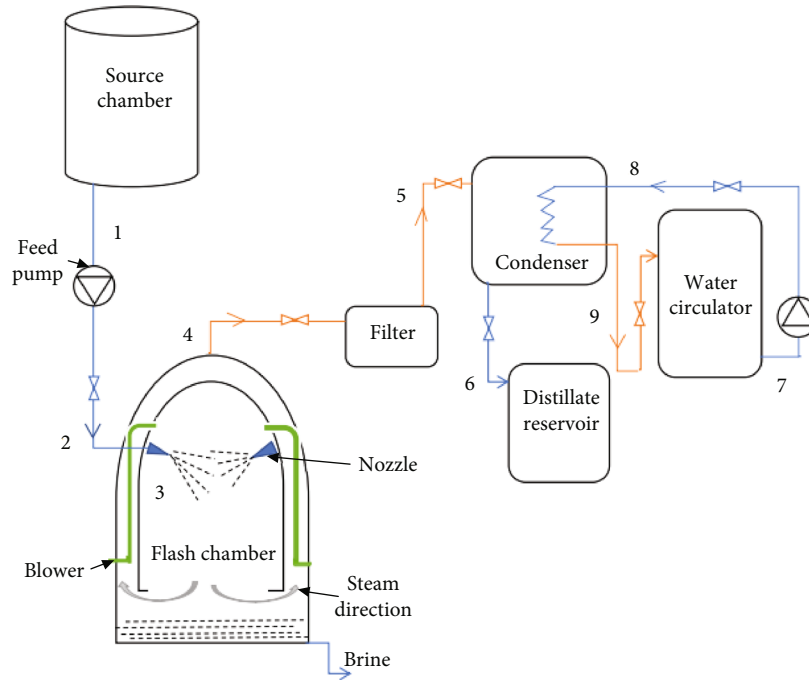 Source
chamber
1
Feed
pump
2
3
4
Filter
5
Condenser
8
Water
circulator
9
7
6
Distillate
reservoir
Nozzle
Flash chamber
Blower
Steam
direction
Brine